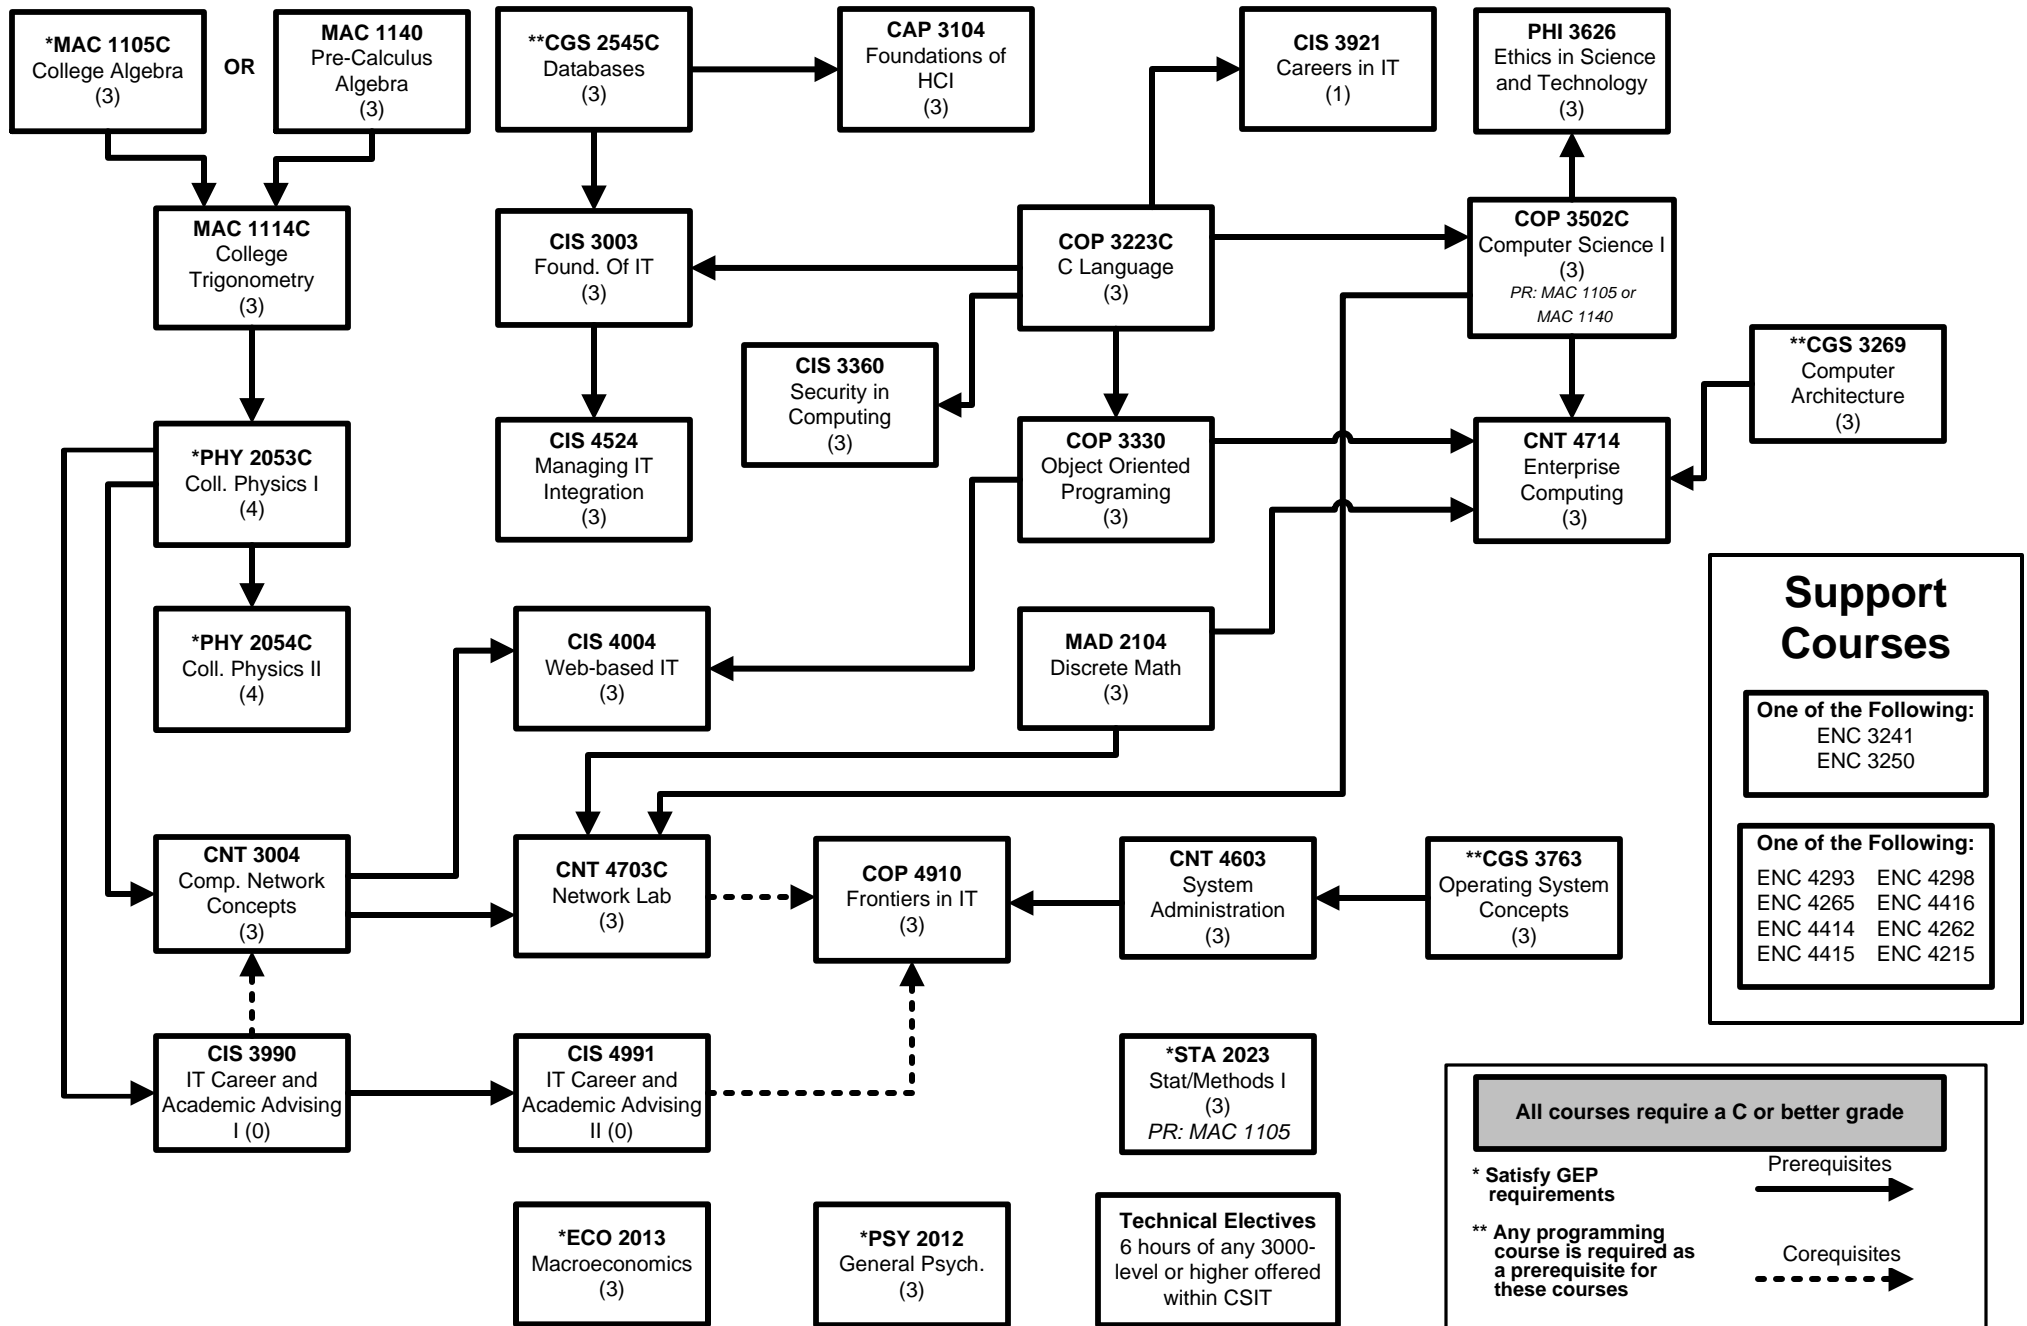 *MAC 1105C
College Algebra
(3)
OR
MAC 1140
Pre-Calculus
Algebra
(3)
**CGS 2545C
Databases
(3)
CAP 3104
Foundations of
HCI
(3)
CIS 3921
Careers in IT
(1)
PHI 3626
Ethics in Science
and Technology
(3)
MAC 1114C
College
Trigonometry
(3)
CIS 3003
Found. Of IT
(3)
COP 3223C
C Language
(3)
COP 3502C
Computer Science I
(3)
PR: MAC 1105 or
MAC 1140
CIS 3360
Security in
Computing
(3)
**CGS 3269
Computer
Architecture
(3)
*PHY 2053C
Coll. Physics I
(4)
CIS 4524
Managing IT
Integration
(3)
COP 3330
Object Oriented
Programing
(3)
CNT 4714
Enterprise
Computing
(3)
*PHY 2054C
Coll. Physics II
(4)
CIS 4004
Web-based IT
(3)
MAD 2104
Discrete Math
(3)
Support
Courses
One of the Following:
ENC 3241
ENC 3250
One of the Following:
ENC 4293 ENC 4298
ENC 4265 ENC 4416
ENC 4414 ENC 4262
ENC 4415 ENC 4215
CNT 3004
Comp. Network
Concepts
(3)
CNT 4703C
Network Lab
(3)
COP 4910
Frontiers in IT
(3)
CNT 4603
System
Administration
(3)
**CGS 3763
Operating System
Concepts
(3)
CIS 3990
IT Career and
Academic Advising
I (0)
CIS 4991
IT Career and
Academic Advising
II (0)
*STA 2023
Stat/Methods I
(3)
PR: MAC 1105
*ECO 2013
Macroeconomics
(3)
*PSY 2012
General Psych.
(3)
Technical Electives
6 hours of any 3000-
level or higher offered
within CSIT
All courses require a C or better grade
* Satisfy GEP
requirements
Prerequisites
** Any programming
course is required as
a prerequisite for
these courses
Corequisites